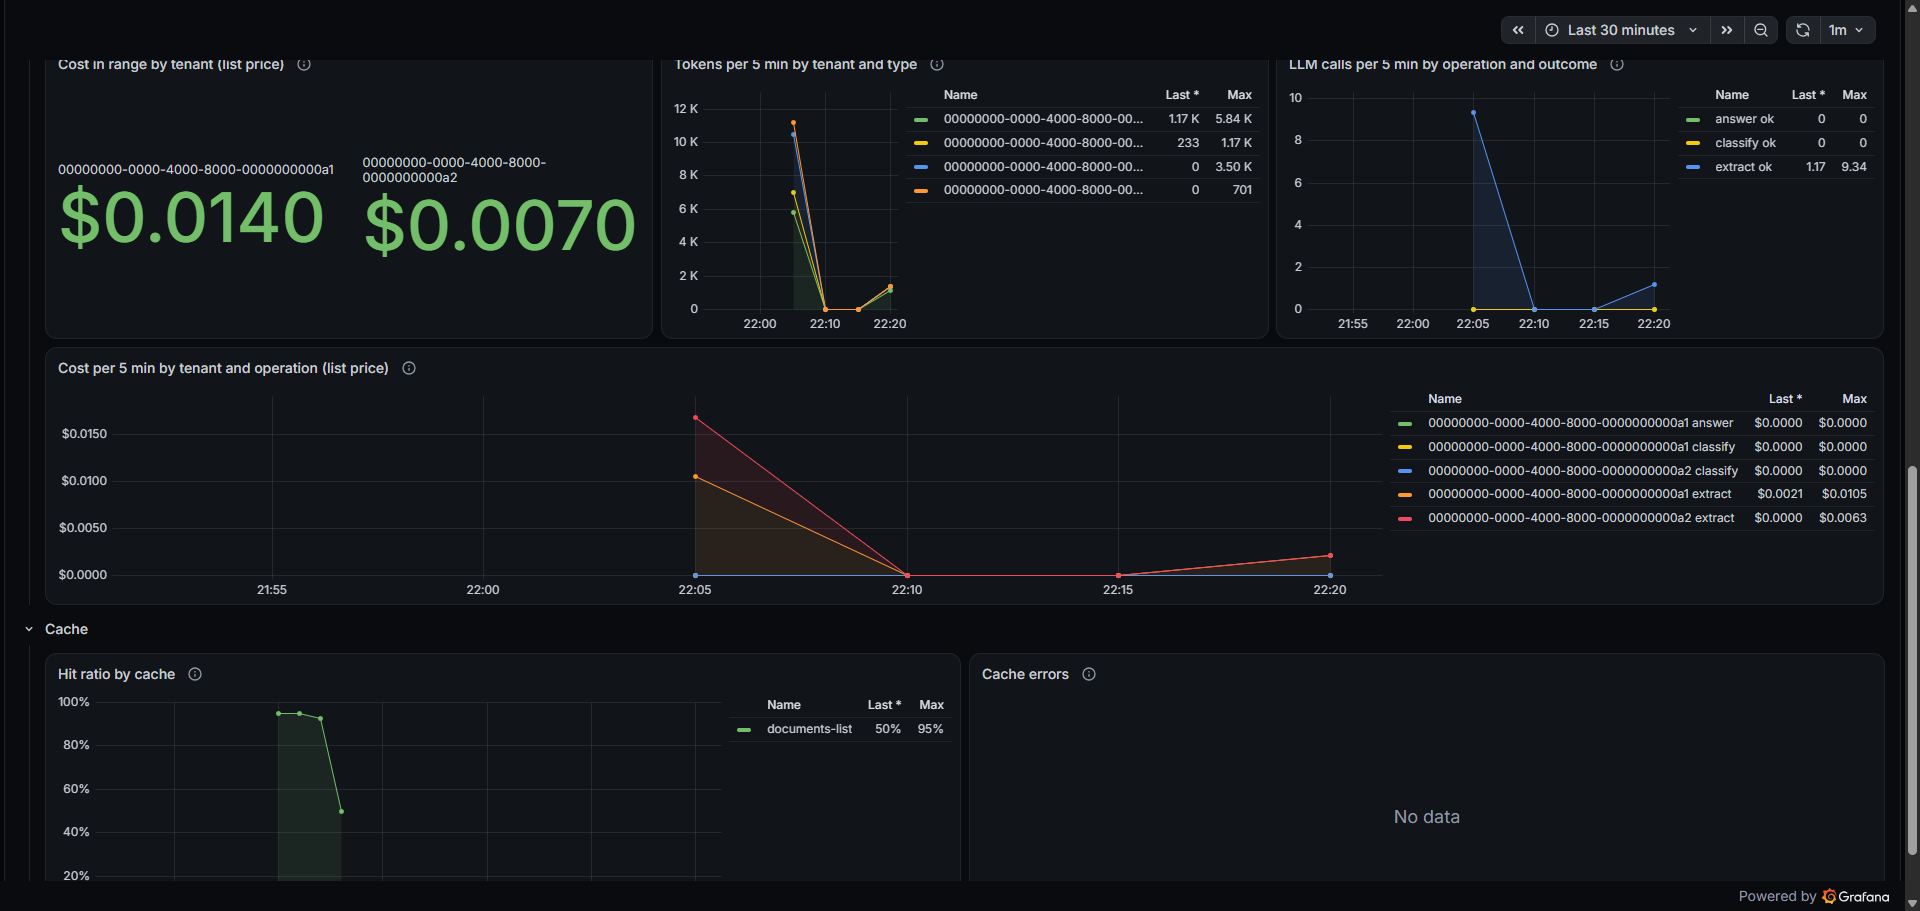 Last 30 minutes
1m
Cost in range by tenant (list price)
00000000-0000-4000-8000-0000000000a1
$0.0140
00000000-0000-4000-8000-
0000000000a2
$0.0070
Tokens per 5 min by tenant and type
12 K
10 K
8 K
6 K
4 K
2 K
0
22:00
22:10
22:20
Name Last * Max
00000000-0000-4000-8000-00... 1.17 K 5.84 K
00000000-0000-4000-8000-00... 233 1.17 K
00000000-0000-4000-8000-00... 0 3.50 K
00000000-0000-4000-8000-00... 0 701
LLM calls per 5 min by operation and outcome
10
8
6
4
2
0
21:55
22:00
22:05
22:10
22:15
22:20
Name Last * Max
answer ok 0 0
classify ok 0 0
extract ok 1.17 9.34
Cost per 5 min by tenant and operation (list price)
$0.0150
$0.0100
$0.0050
$0.0000
21:55
22:00
22:05
22:10
22:15
22:20
Name Last * Max
00000000-0000-4000-8000-0000000000a1 answer $0.0000 $0.0000
00000000-0000-4000-8000-0000000000a1 classify $0.0000 $0.0000
00000000-0000-4000-8000-0000000000a2 classify $0.0000 $0.0000
00000000-0000-4000-8000-0000000000a1 extract $0.0021 $0.0105
00000000-0000-4000-8000-0000000000a2 extract $0.0000 $0.0063
Cache
Hit ratio by cache
100%
80%
60%
40%
20%
Name Last * Max
documents-list 50% 95%
Cache errors
No data
Powered by Grafana